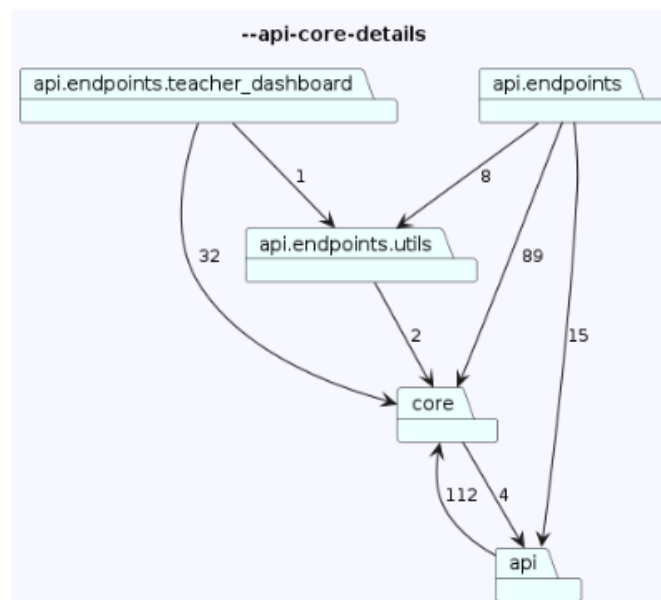 --api-core-details
api.endpoints.teacher_dashboard
api.endpoints
1
8
api.endpoints.utils
32
89
2
15
core
112
4
api